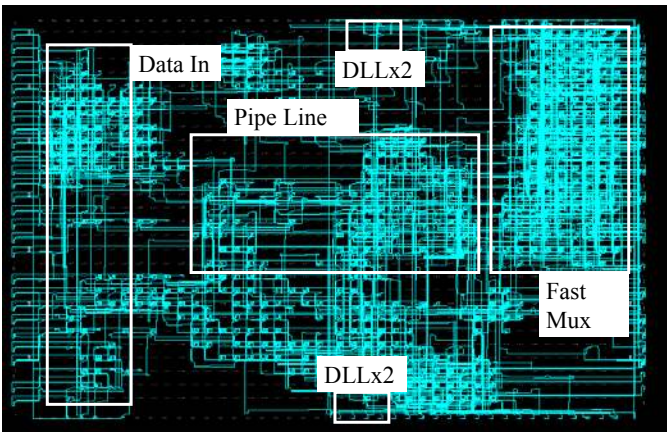 Data In
DLLx2
Pipe Line
Fast
Mux
DLLx2